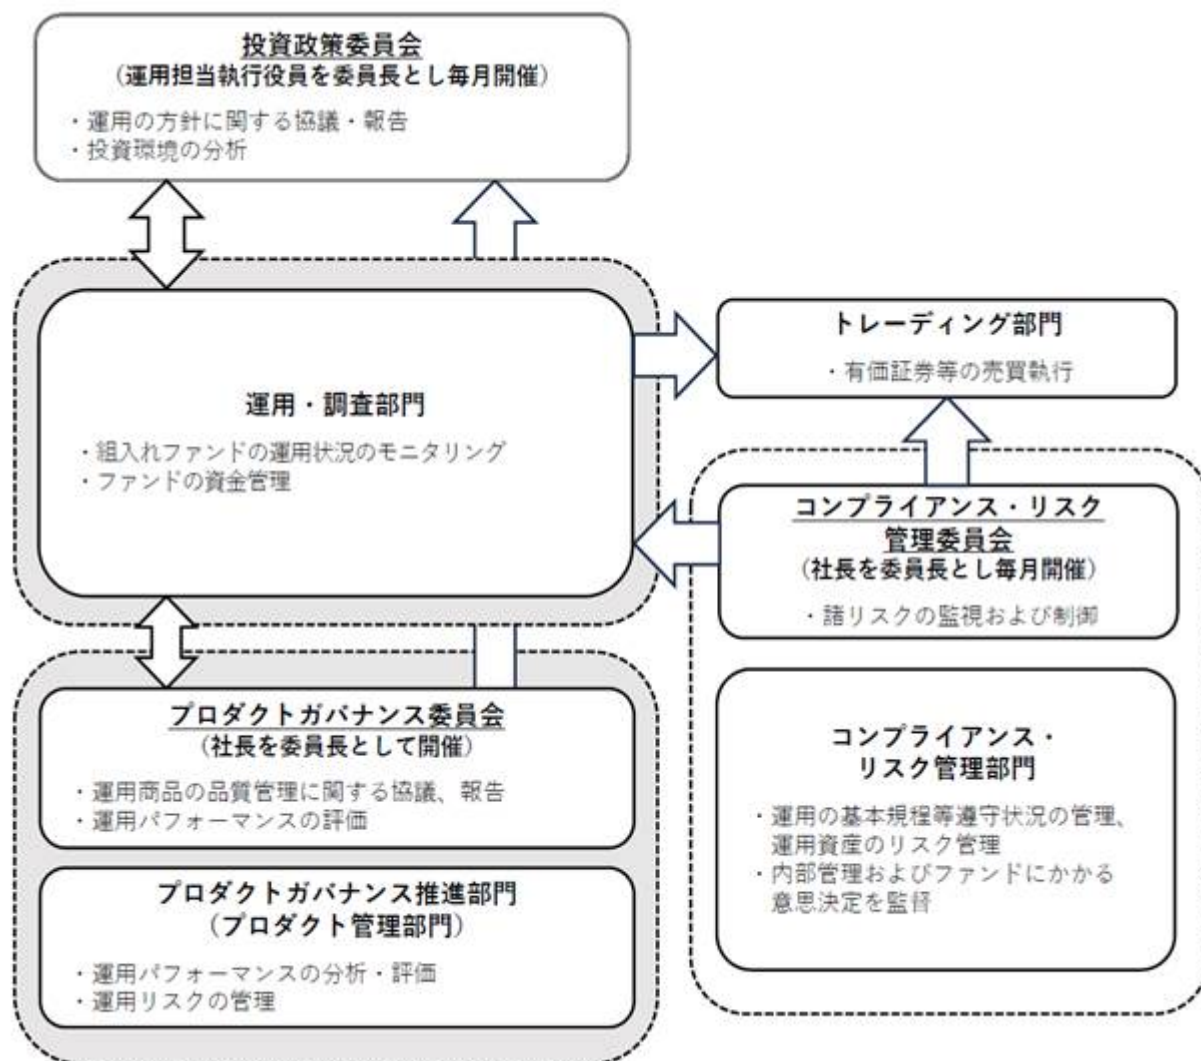 投資政策委員会
(運用担当執行役員を委員長とし毎月開催)
・運用の方針に関する協議・報告
・投資環境の分析
運用・調査部門
・組入れファンドの運用状況のモニタリング
・ファンドの資金管理
トレーディング部門
・有価証券等の売買執行
コンプライアンス・リスク
管理委員会
(社長を委員長とし毎月開催)
・諸リスクの監視および制御
プロダクトガバナンス委員会
(社長を委員長として開催)
・運用商品の品質管理に関する協議、報告
・運用パフォーマンスの評価
プロダクトガバナンス推進部門
(プロダクト管理部門)
・運用パフォーマンスの分析・評価
・運用リスクの管理
コンプライアンス・
リスク管理部門
・運用の基本規程等遵守状況の管理、
運用資産のリスク管理
・内部管理およびファンドにかかる
意思決定を監督